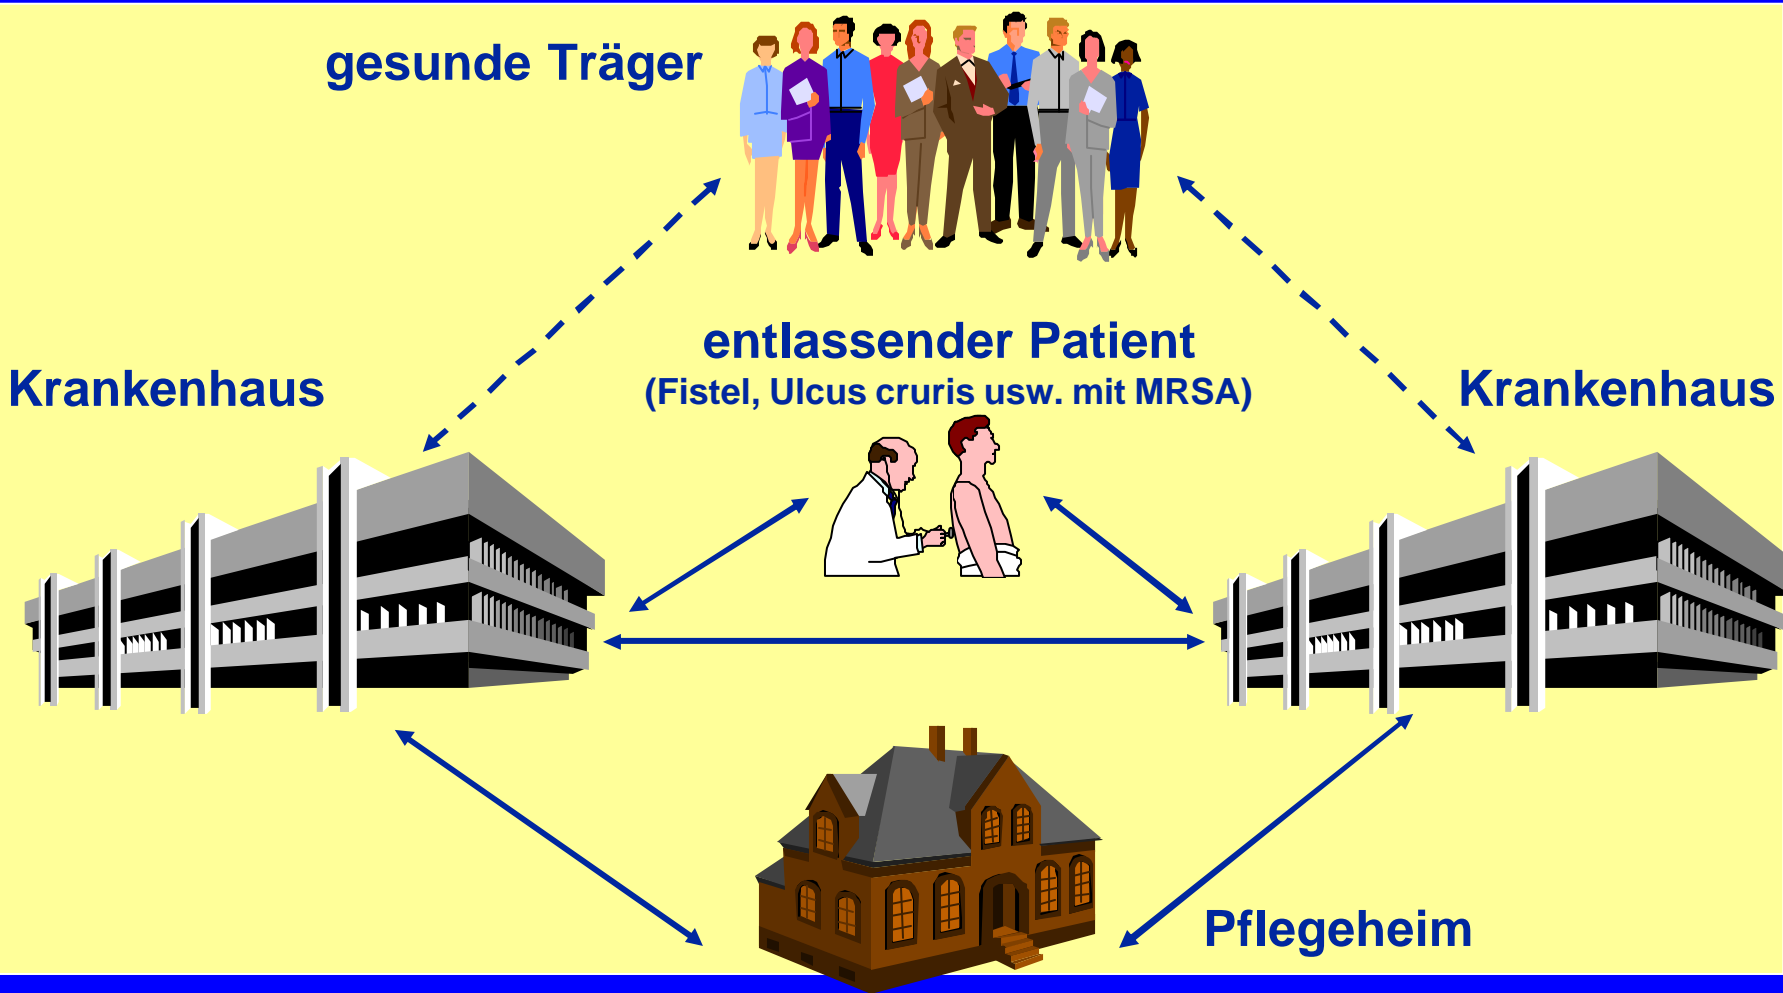 gesunde Träger
entlassender Patient
(Fistel, Ulcus cruris usw. mit MRSA)
Krankenhaus
Krankenhaus
Pflegeheim